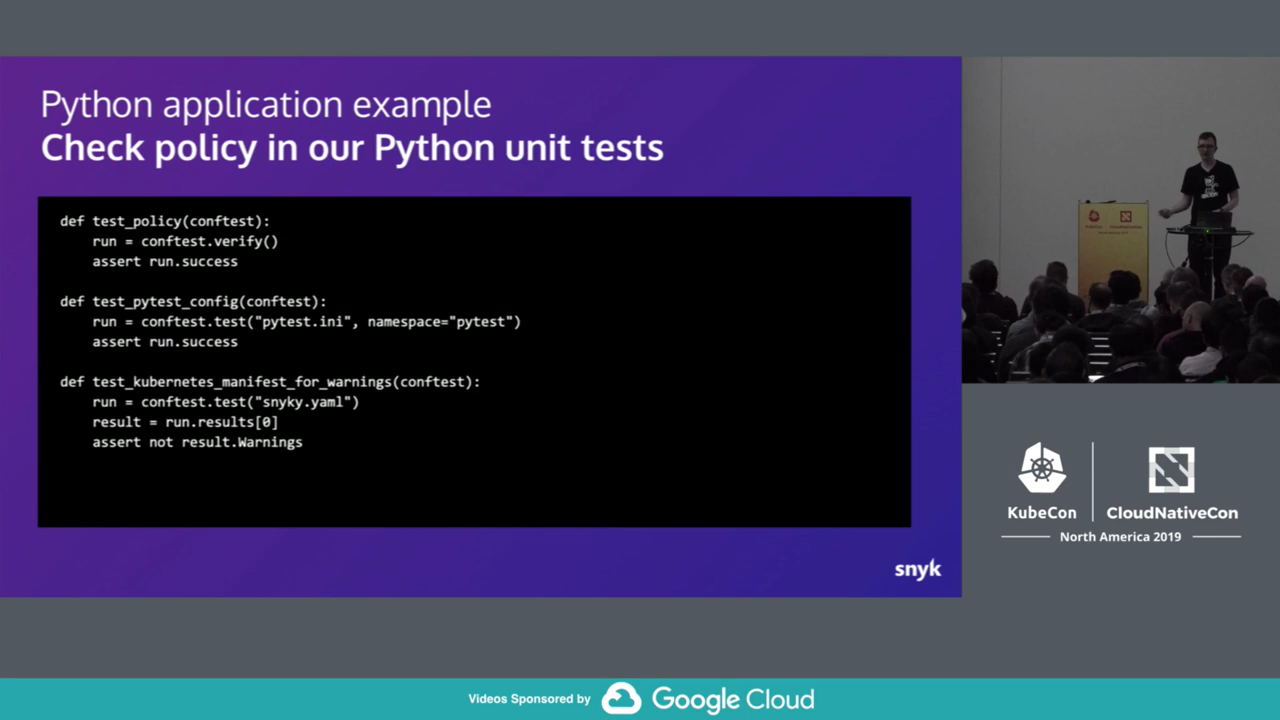 Python application example
Check policy in our Python unit tests
def test_policy(conftest):
    run = conftest.verify()
    assert run.success
def test_pytest_config(conftest):
    run = conftest.test("pytest.ini", namespace="pytest")
    assert run.success
def test_kubernetes_manifest_for_warnings(conftest):
    run = conftest.test("snyky.yaml")
    result = run.results[0]
    assert not result.Warnings
snyk
KubeCon
CloudNativeCon
North America 2019
Videos Sponsored by Google Cloud